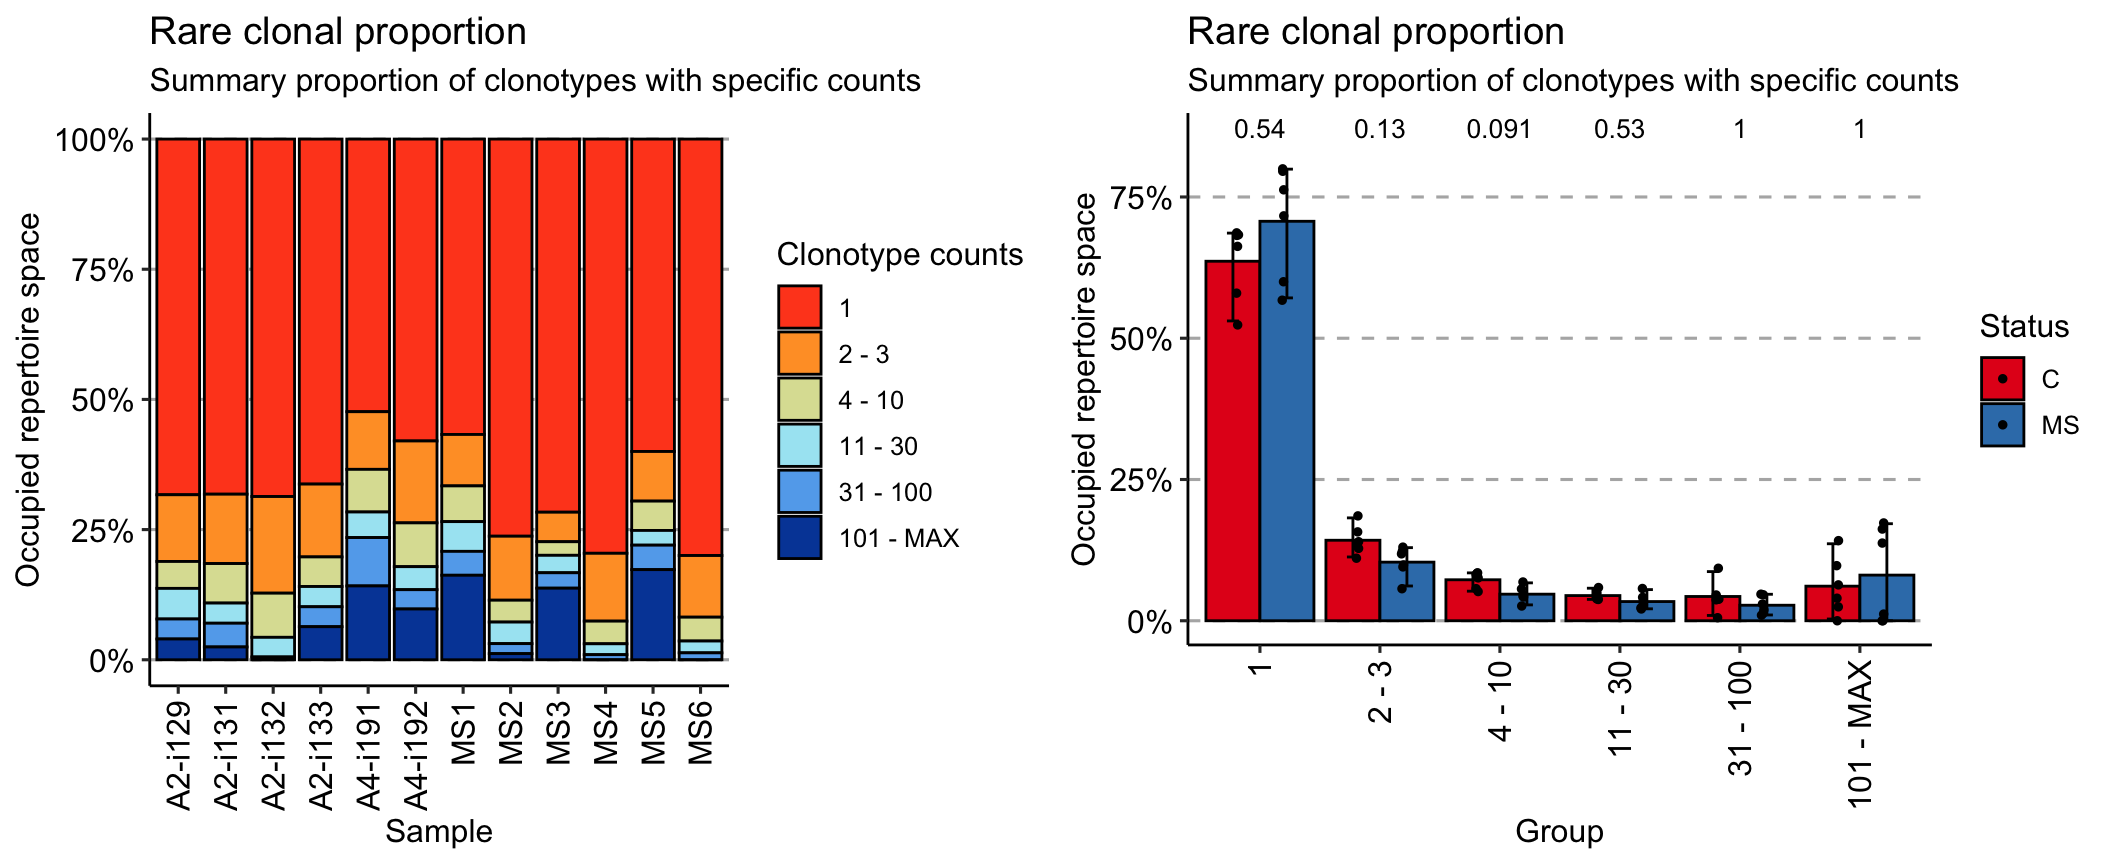 Rare clonal proportion
Summary proportion of clonotypes with specific counts
Occupied repertoire space
100%
75%
50%
25%
0%
A2-i129
A2-i131
A2-i132
A2-i133
A4-i191
A4-i192
MS1
MS2
MS3
MS4
MS5
MS6
Sample
Clonotype counts
1
2 - 3
4 - 10
11 - 30
31 - 100
101 - MAX
Rare clonal proportion
Summary proportion of clonotypes with specific counts
0.54
0.13
0.091
0.53
1
1
Occupied repertoire space
75%
50%
25%
0%
1
2 - 3
4 - 10
11 - 30
31 - 100
101 - MAX
Group
Status
C
MS